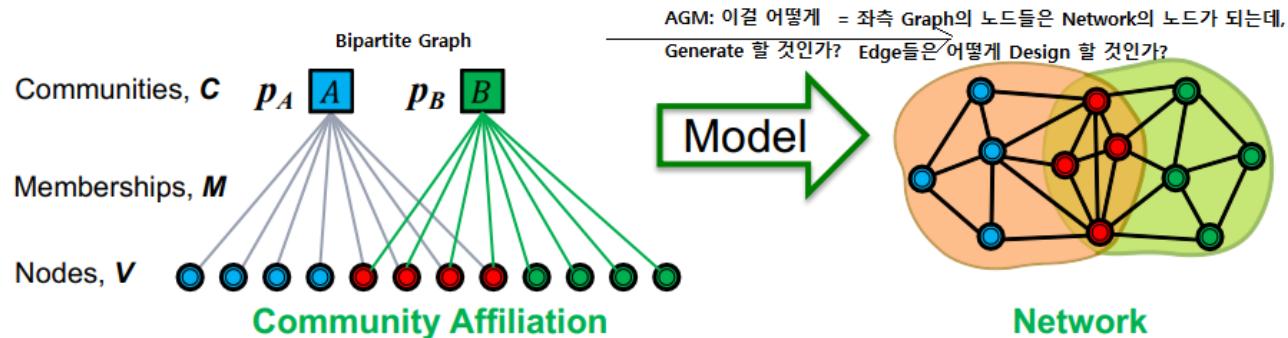 AGM: 이걸 어떻게 = 좌측 Graph의 노드들은 Network의 노드가 되는데,
Generate 할 것인가? Edge들은 어떻게 Design 할 것인가?
Bipartite Graph
Communities, C
p_A
A
p_B
B
Model
Memberships, M
Nodes, V
Community Affiliation
Network